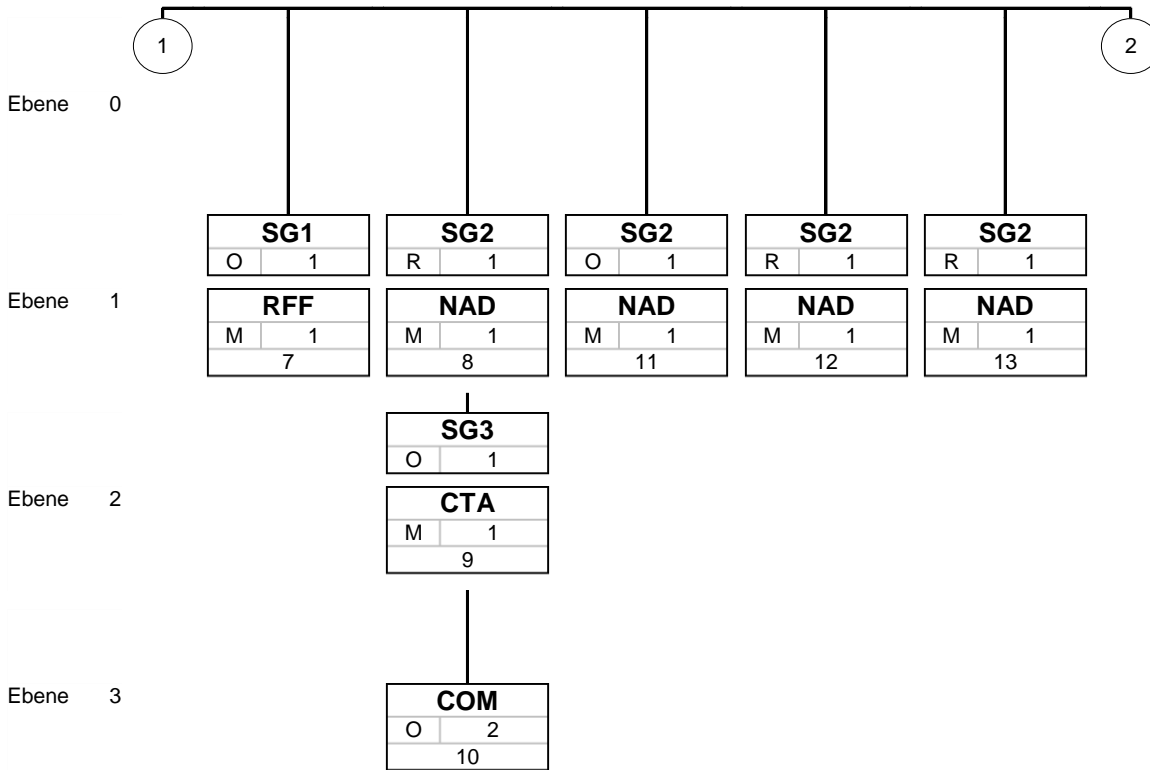 1 2
Ebene 0
SG1 SG2 SG2 SG2 SG2
O 1 R 1 O 1 R 1 R 1
Ebene 1
RFF NAD NAD NAD NAD
M 1 M 1 M 1 M 1 M 1
7 8 11 12 13
SG3
O 1
Ebene 2
CTA
M 1
9
Ebene 3
COM
O 2
10